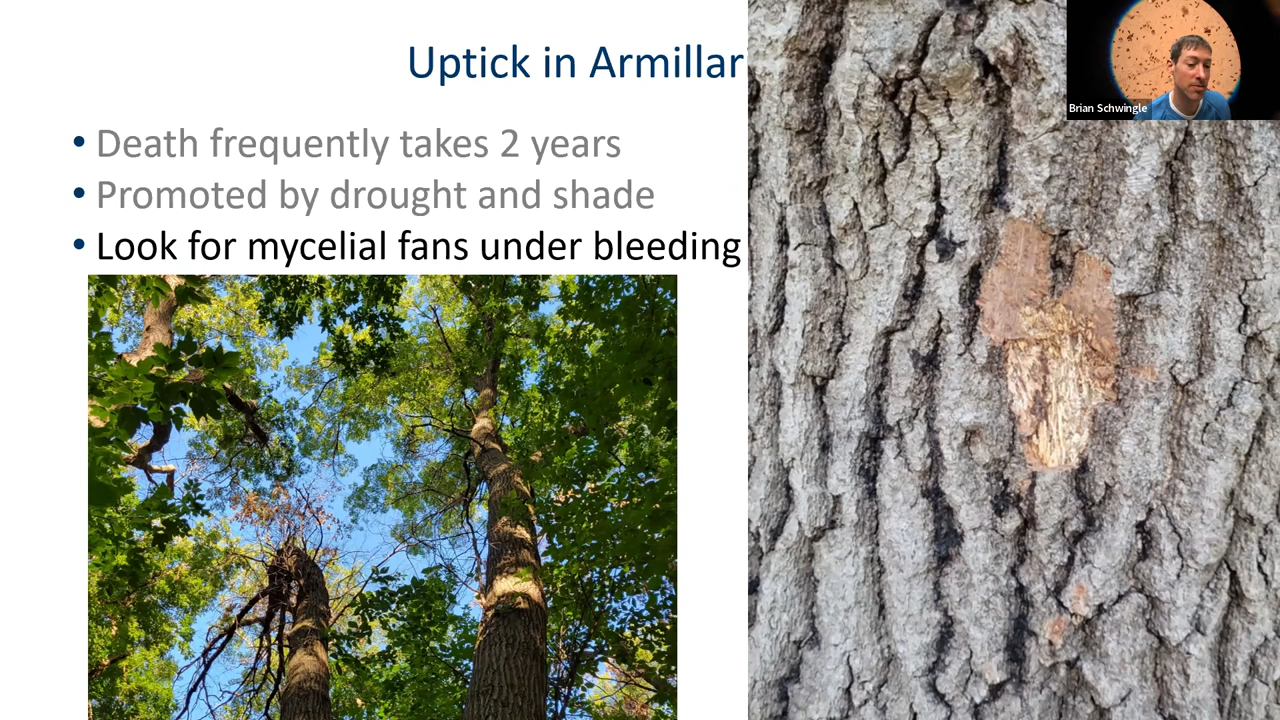 Uptick in Armillar
• Death frequently takes 2 years
• Promoted by drought and shade
• Look for mycelial fans under bleeding
Brian Schwingle